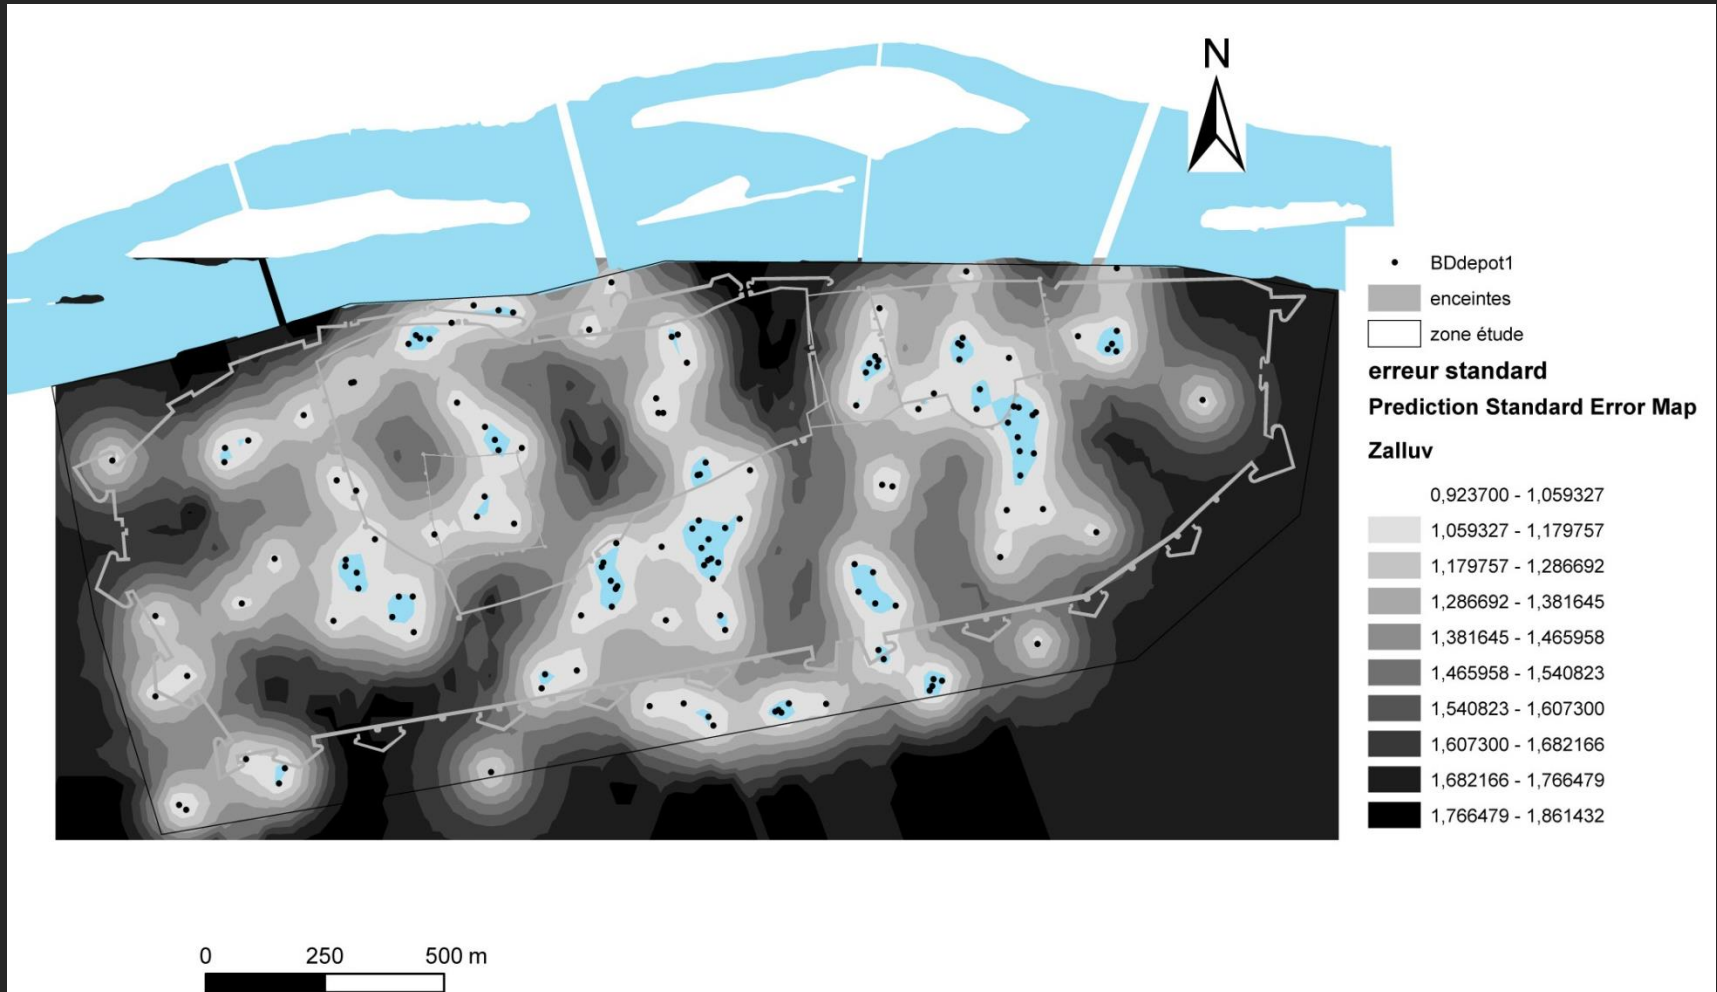 N
BDdepot1
enceintes
zone étude
erreur standard
Prediction Standard Error Map
Zalluv
0,923700 - 1,059327
1,059327 - 1,179757
1,179757 - 1,286692
1,286692 - 1,381645
1,381645 - 1,465958
1,465958 - 1,540823
1,540823 - 1,607300
1,607300 - 1,682166
1,682166 - 1,766479
1,766479 - 1,861432
0 250 500 m